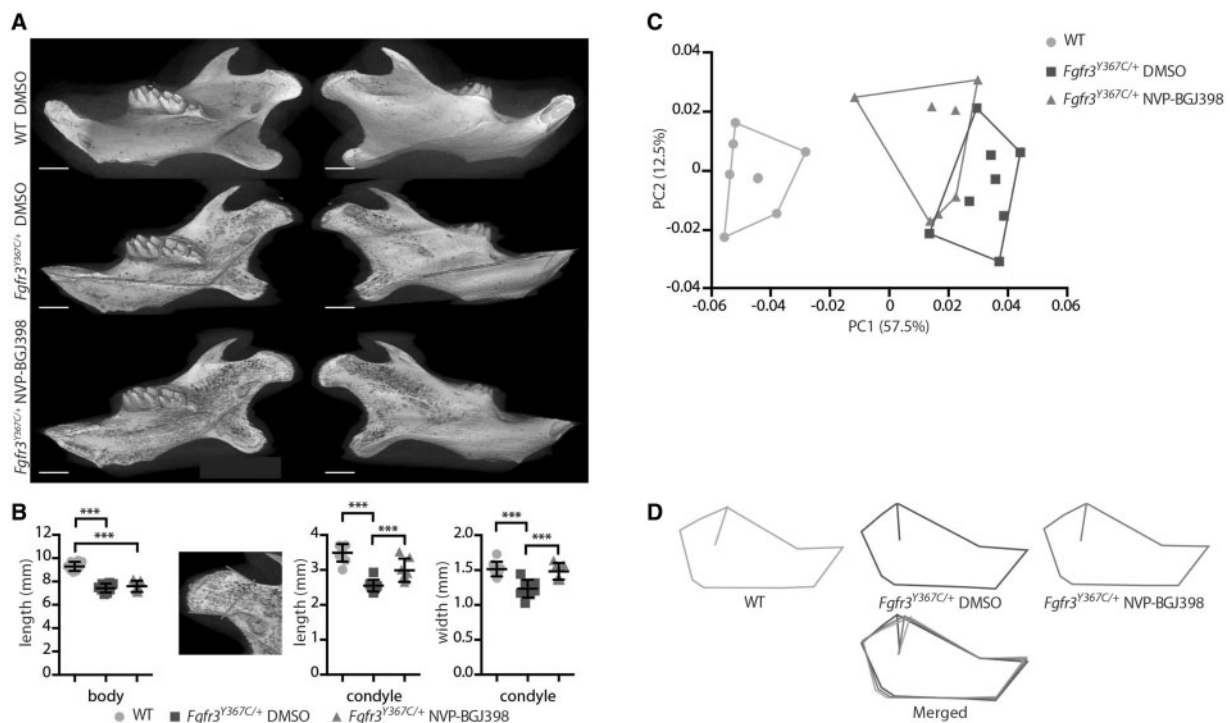 A
WT DMSO
Fgfr3Y367C/+ DMSO
Fgfr3Y367C/+ NVP-BGJ398
B
***
***
length (mm)
12
10
8
6
4
2
0
body
***
***
length (mm)
4
3
2
1
0
condyle
***
***
width (mm)
2.0
1.5
1.0
0.5
0.0
condyle
WT Fgfr3Y367C/+ DMSO Fgfr3Y367C/+ NVP-BGJ398
C
WT
Fgfr3Y367C/+ DMSO
Fgfr3Y367C/+ NVP-BGJ398
PC2 (12.5%)
0.04
0.02
0
-0.02
-0.04
-0.06 -0.04 -0.02 0 0.02 0.04 0.06
PC1 (57.5%)
D
WT
Fgfr3Y367C/+ DMSO
Fgfr3Y367C/+ NVP-BGJ398
Merged